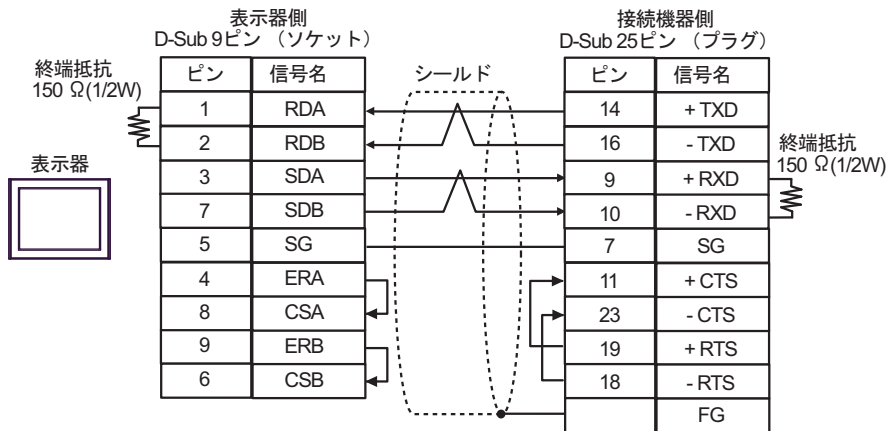 表示器側
D-Sub 9ピン （ソケット）
接続機器側
D-Sub 25ピン （プラグ）
終端抵抗
150 Ω(1/2W)
表示器
シールド
ピン 信号名
1 RDA
2 RDB
3 SDA
7 SDB
5 SG
4 ERA
8 CSA
9 ERB
6 CSB
ピン 信号名
14 + TXD
16 - TXD
9 + RXD
10 - RXD
7 SG
11 + CTS
23 - CTS
19 + RTS
18 - RTS
FG
終端抵抗
150 Ω(1/2W)